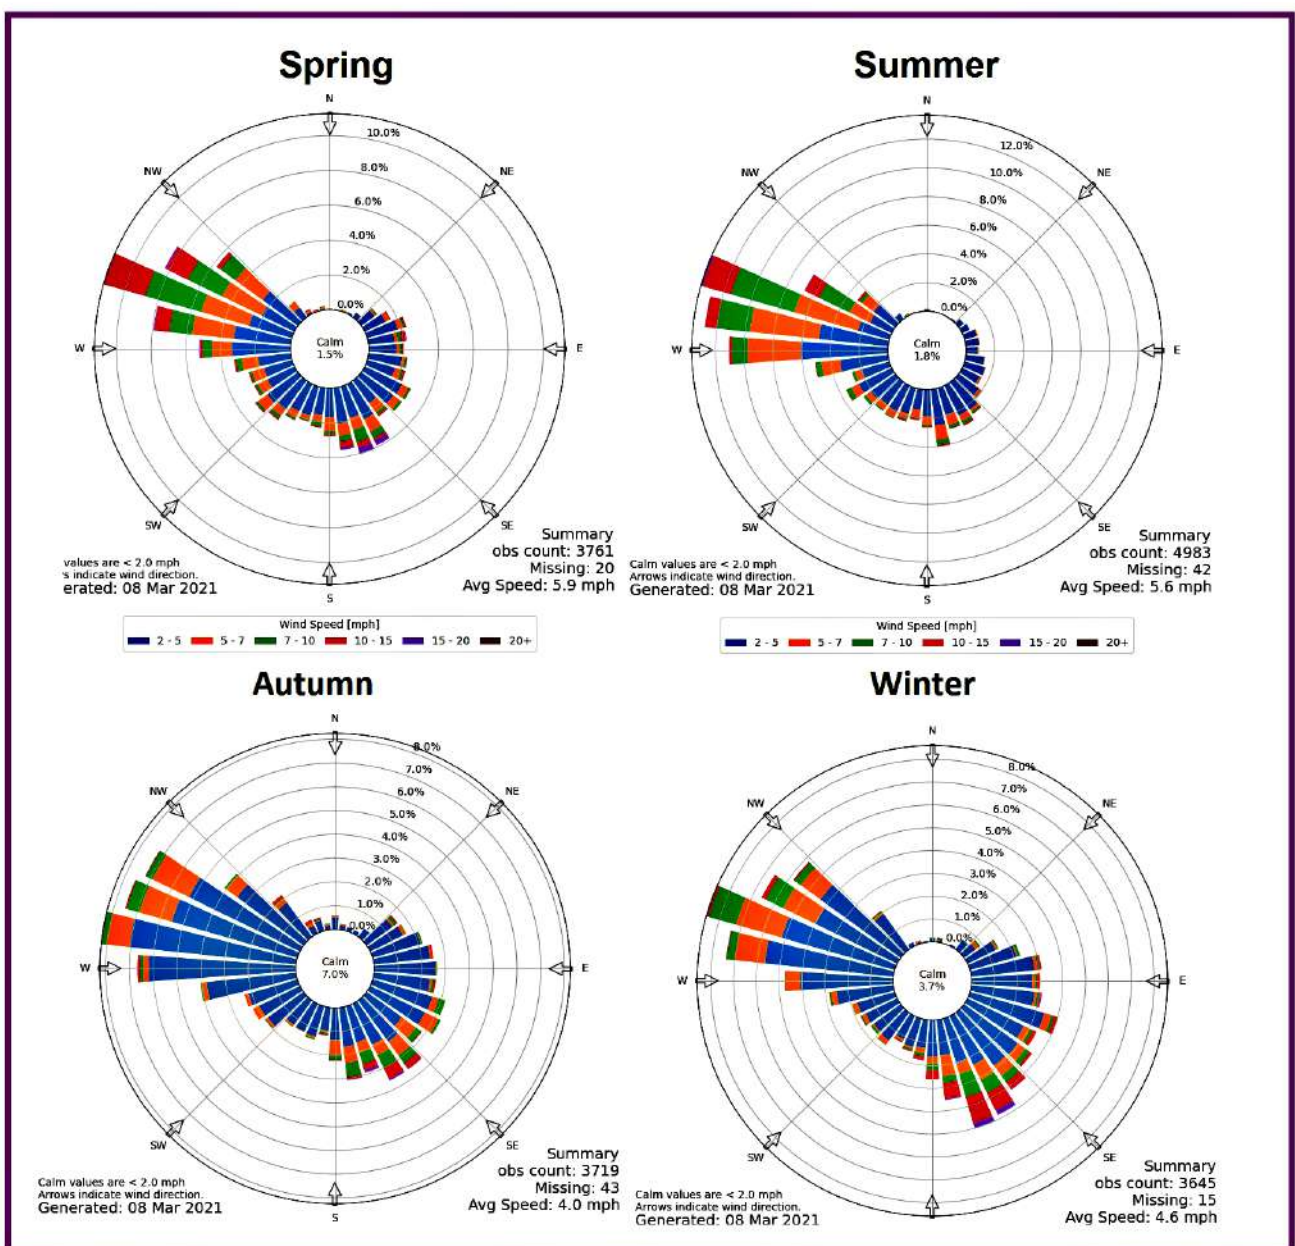 Spring
N
10.0%
NW
NE
8.0%
6.0%
4.0%
2.0%
0.0%
Calm
1.5%
W
E
SW
SE
S
values are < 2.0 mph
s indicate wind direction.
erated: 08 Mar 2021
Summary
obs count: 3761
Missing: 20
Avg Speed: 5.9 mph
Wind Speed [mph]
2 - 5 5 - 7 7 - 10 10 - 15 15 - 20 20+
Summer
N
12.0%
NW
NE
10.0%
8.0%
6.0%
4.0%
2.0%
0.0%
Calm
1.8%
W
E
SW
SE
S
Calm values are < 2.0 mph
Arrows indicate wind direction.
Generated: 08 Mar 2021
Summary
obs count: 4983
Missing: 42
Avg Speed: 5.6 mph
Wind Speed [mph]
2 - 5 5 - 7 7 - 10 10 - 15 15 - 20 20+
Autumn
N
8.0%
7.0%
NW
NE
6.0%
5.0%
4.0%
3.0%
2.0%
1.0%
0.0%
Calm
7.0%
W
E
SW
SE
S
Calm values are < 2.0 mph
Arrows indicate wind direction.
Generated: 08 Mar 2021
Summary
obs count: 3719
Missing: 43
Avg Speed: 4.0 mph
Winter
N
8.0%
7.0%
NW
NE
6.0%
5.0%
4.0%
3.0%
2.0%
1.0%
0.0%
Calm
3.7%
W
E
SW
SE
Calm values are < 2.0 mph
Arrows indicate wind direction.
Generated: 08 Mar 2021
Summary
obs count: 3645
Missing: 15
Avg Speed: 4.6 mph